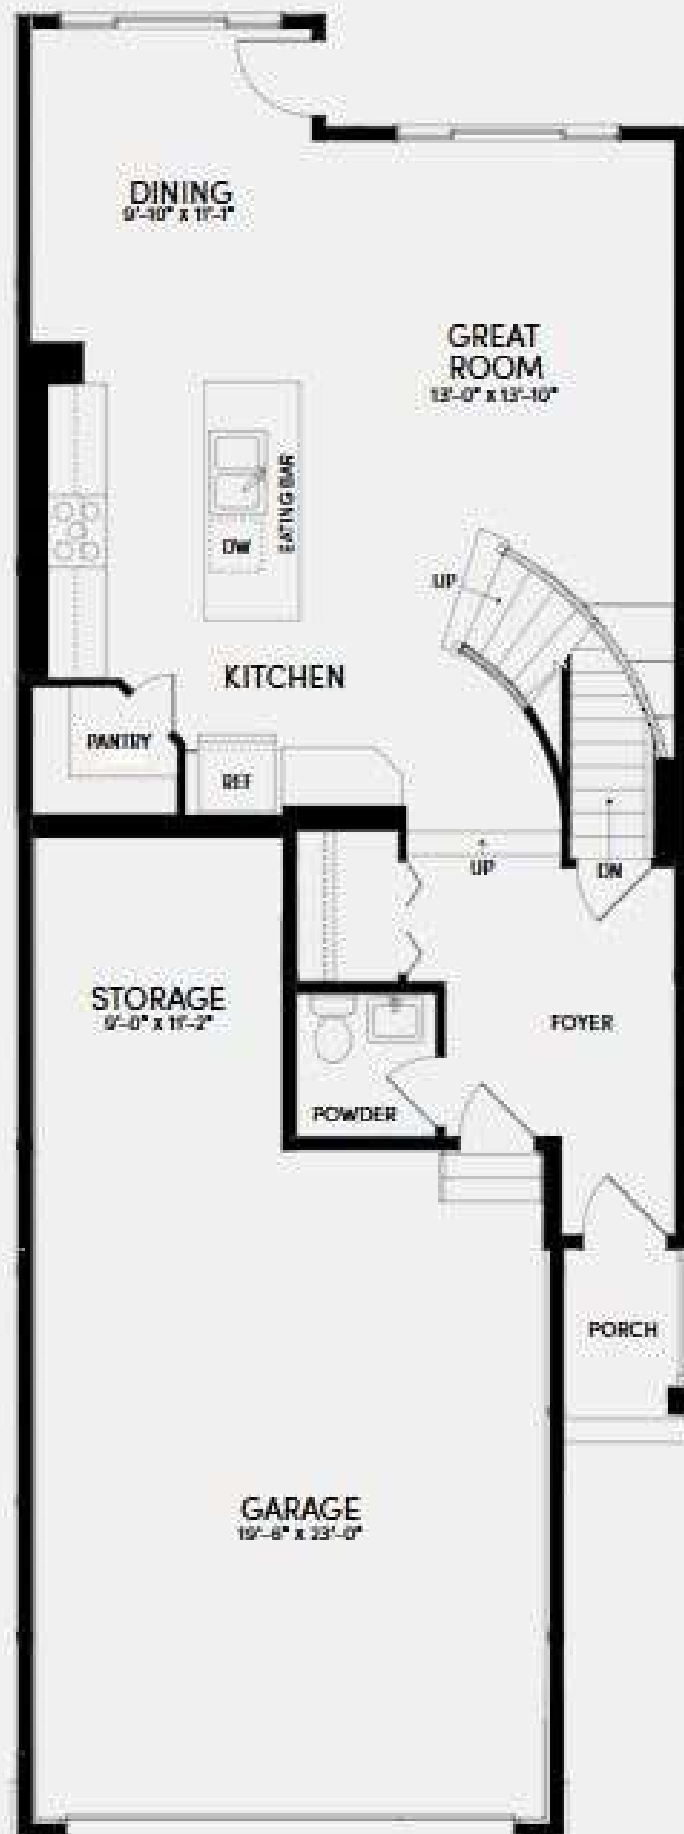 DINING
9'-10" X 11'-1"
GREAT
ROOM
13'-0" X 13'-10"
EATING BAR
DW
UP
KITCHEN
PANTRY
REF
UP
DN
STORAGE
9'-0" X 11'-2"
FOYER
POWDER
PORCH
GARAGE
19'-6" X 23'-0"